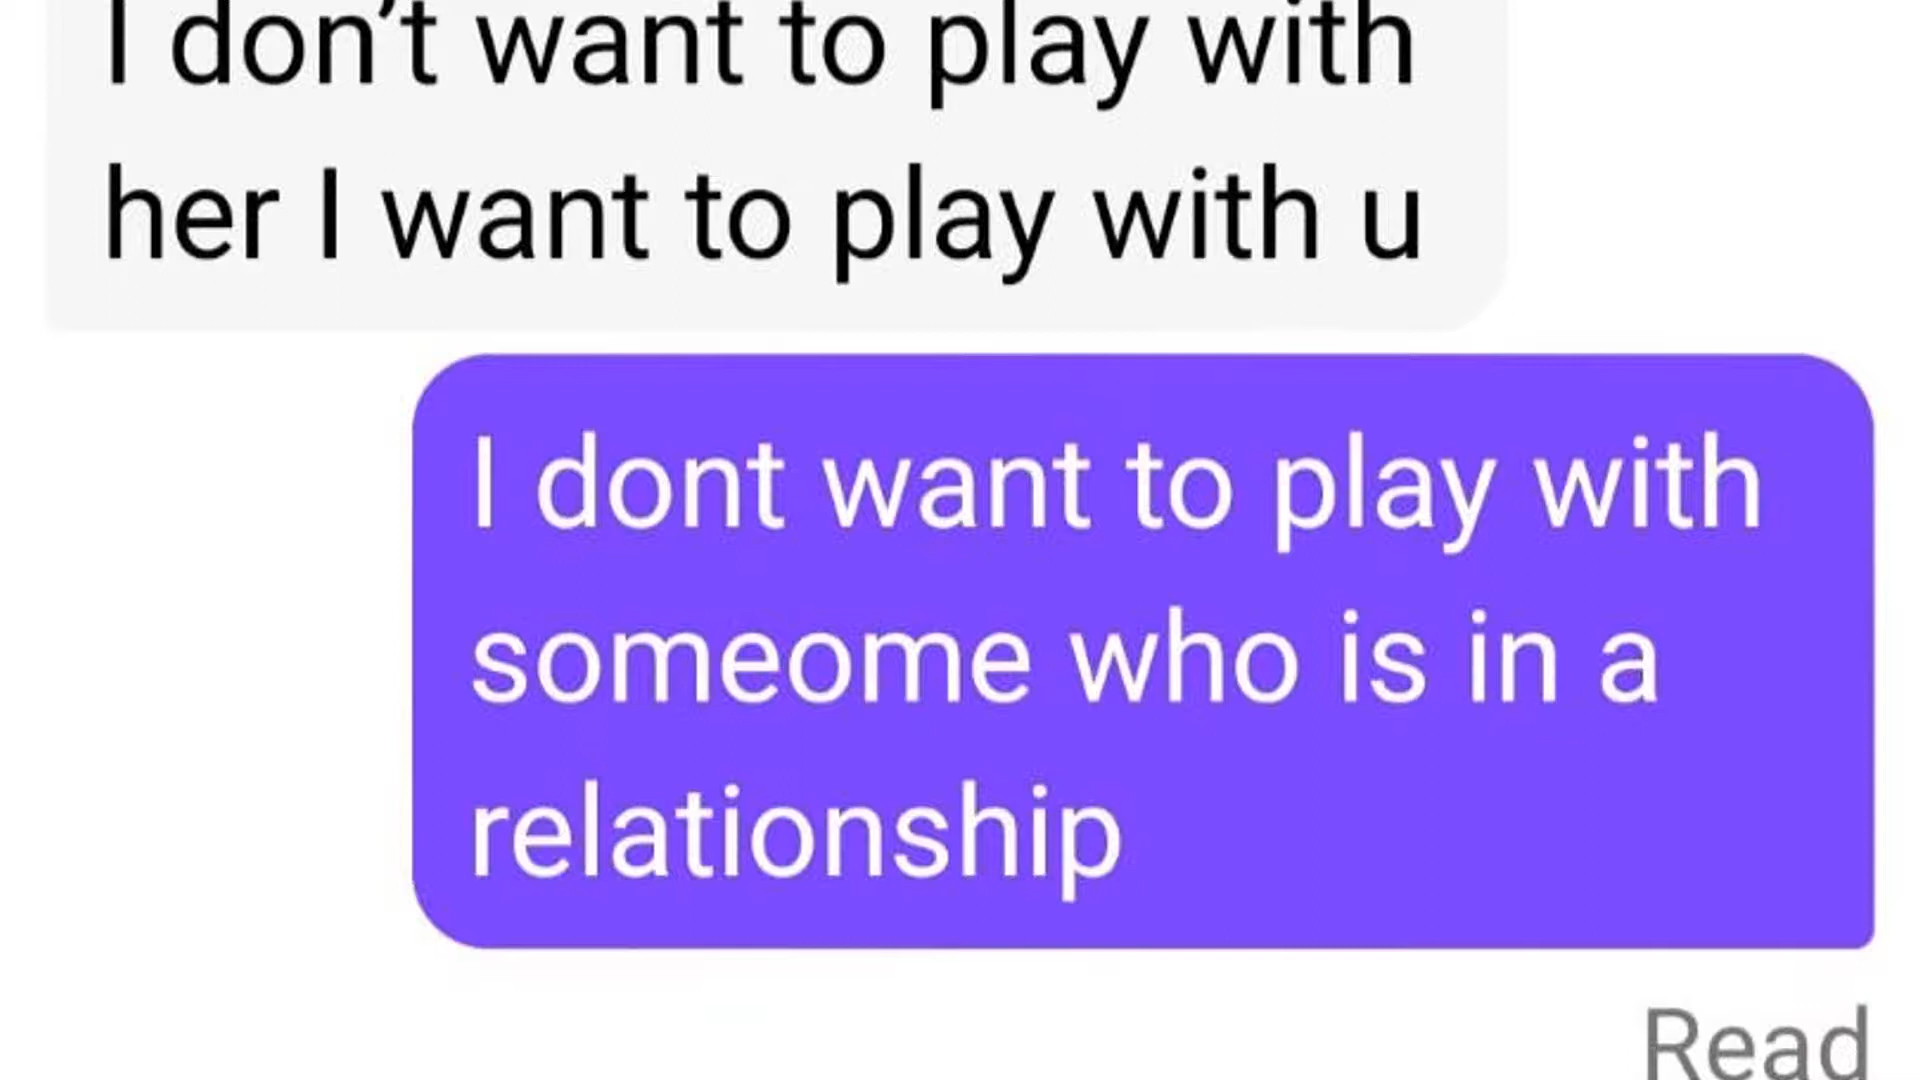 I don’t want to play with
her I want to play with u
I dont want to play with
someome who is in a
relationship
Read